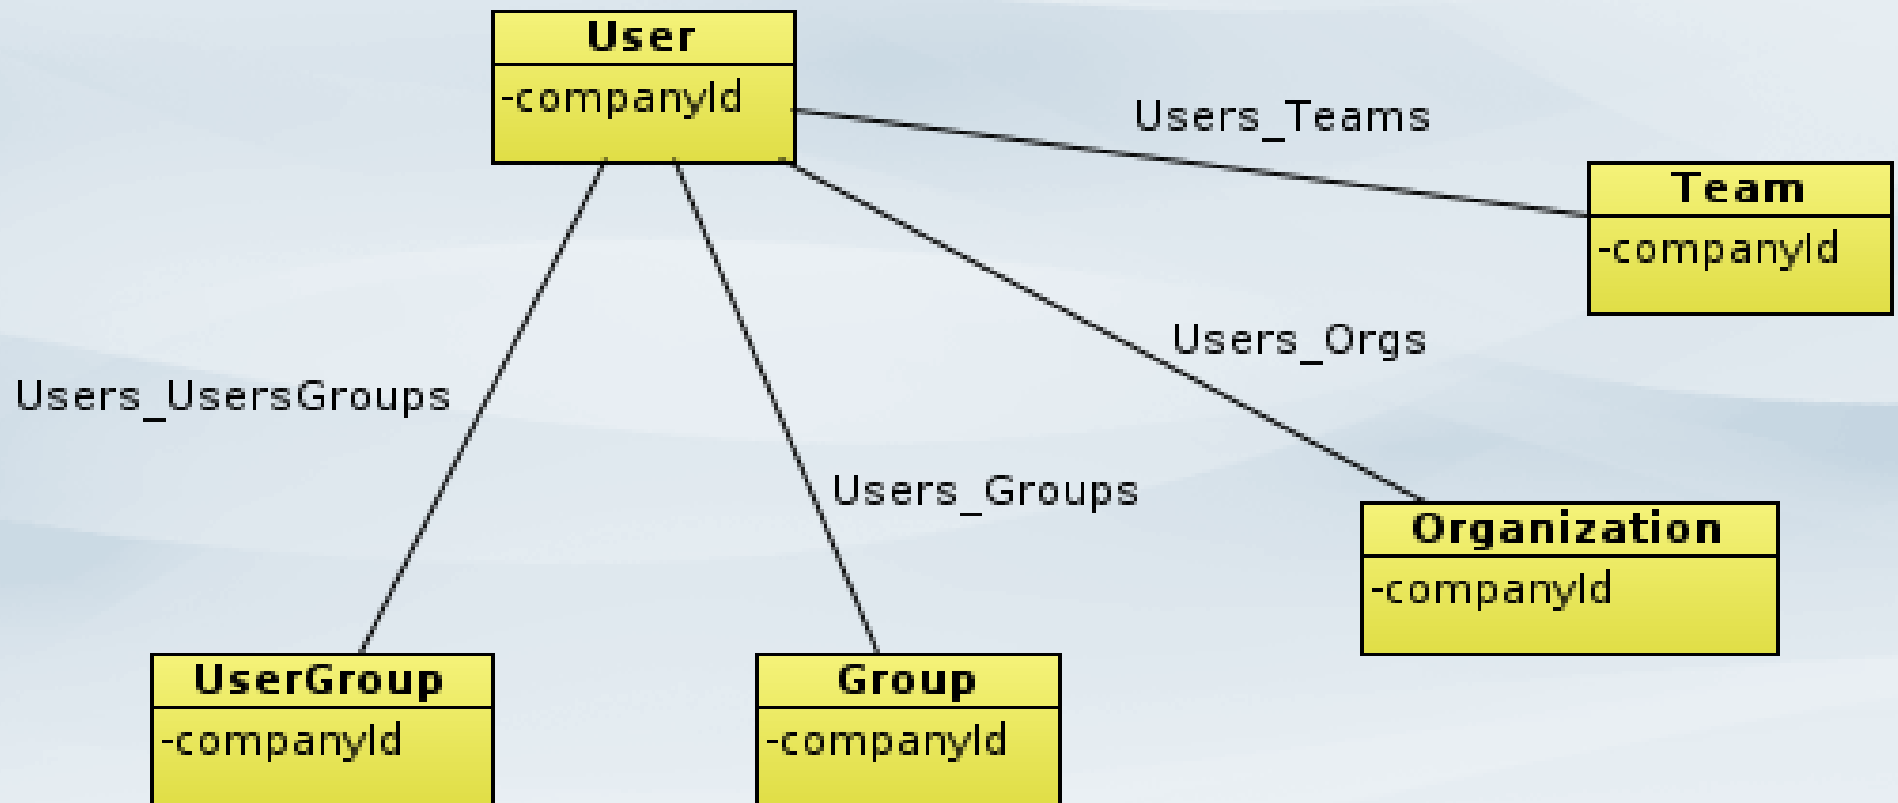 User
-companyId
Users_Teams
Team
-companyId
Users_Orgs
Users_UsersGroups
Users_Groups
Organization
-companyId
UserGroup
-companyId
Group
-companyId